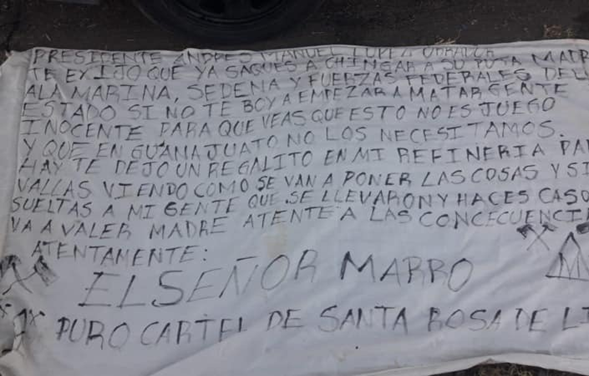 PRESIDENTE ANDRES MANUEL LOPEZ OBRADOR
TE EXIJO QUE YA SAQUES A CHINGAR A SU PUTA MADR
ALA MARINA, SEDENA Y FUERZAS FEDERALES DEL
ESTADO SI NO TE BOY A EMPEZAR A MATAR GENTE
INOCENTE PARA QUE VEAS QUE ESTO NO ES JUEGO
Y QUE EN GUANAJUATO NO LOS NECESITAMOS.
HAY TE DEJO UN REGALITO EN MI REFINERIA PA
VALLAS VIENDO COMO SE VAN A PONER LAS COSAS Y SI
SUELTAS A MI GENTE QUE SE LLEVARON Y HACES CASO
VA A VALER MADRE ATENTE A LAS CONCECUENCI
ATENTAMENTE:
EL SEÑOR MARRO
M
PURO CARTEL DE SANTA ROSA DE LI